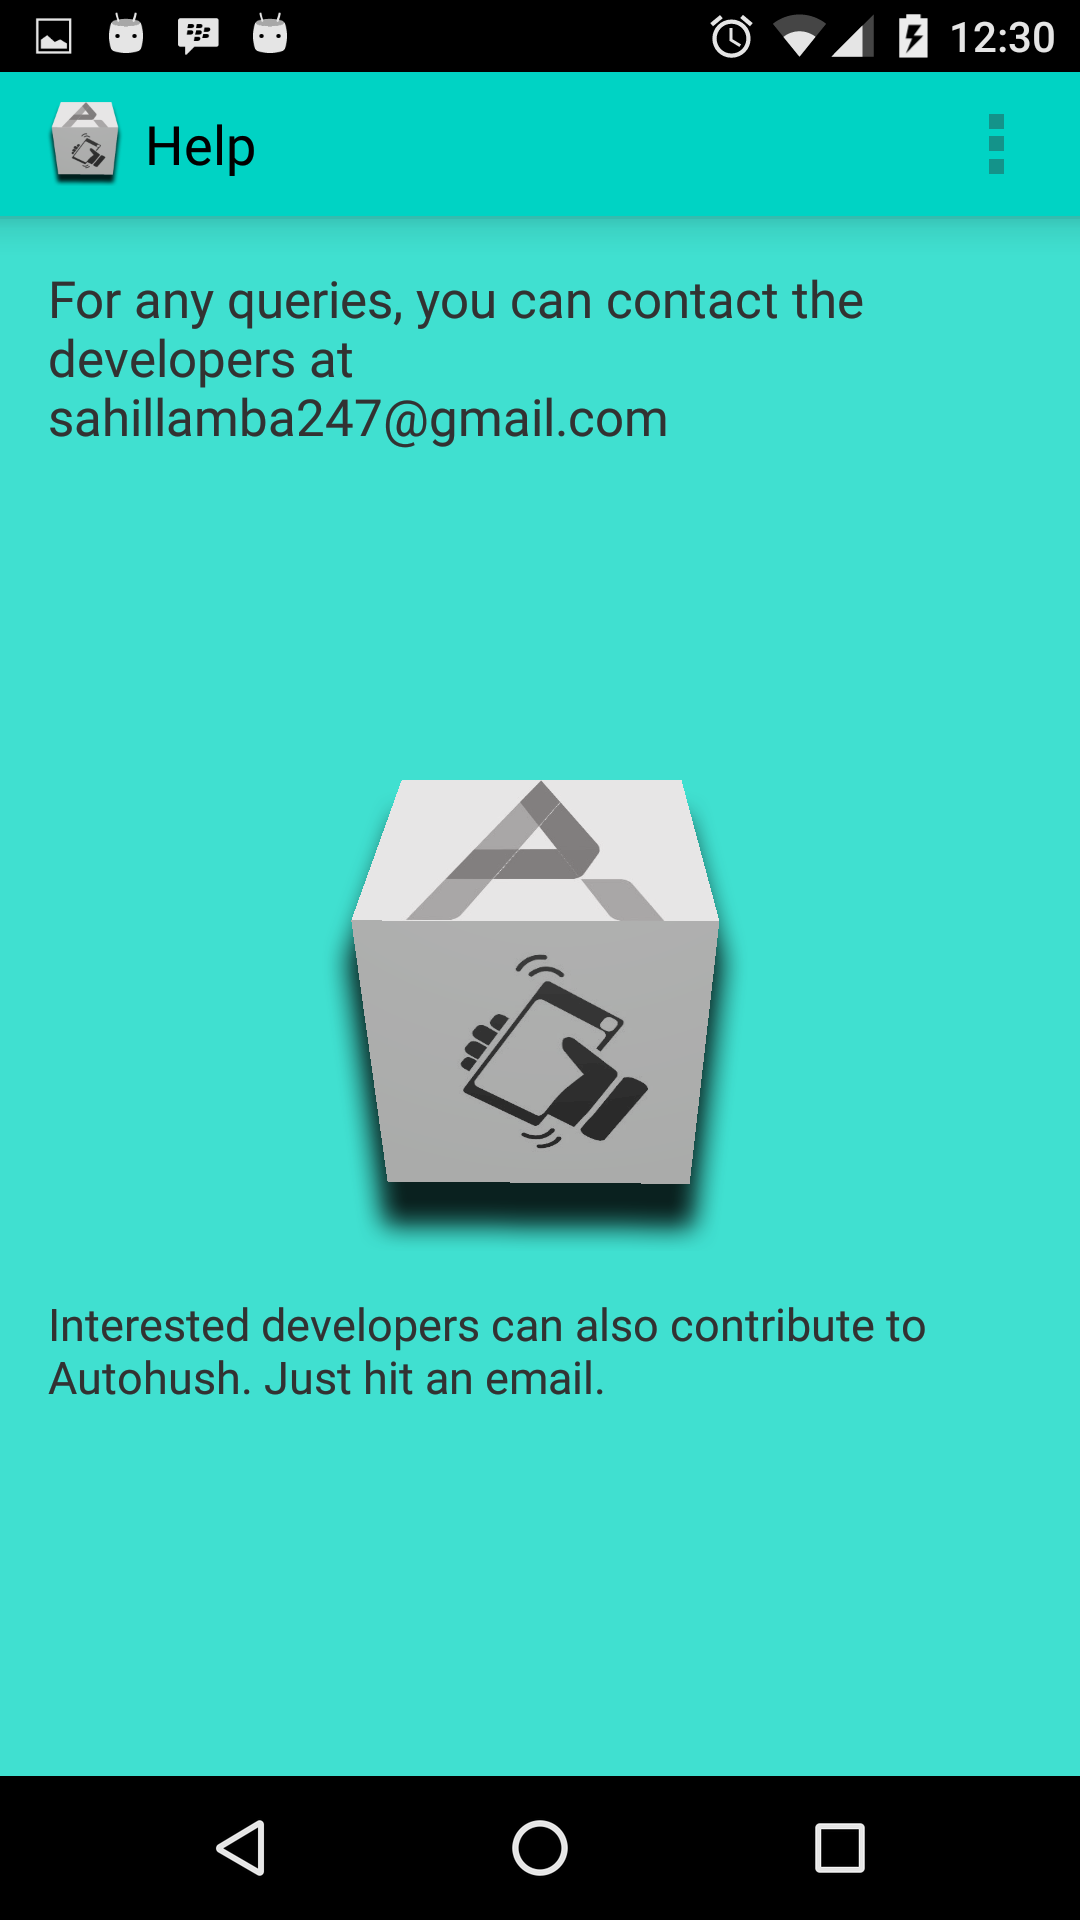 12:30
Help
For any queries, you can contact the
developers at
sahillamba247@gmail.com
Interested developers can also contribute to
Autohush. Just hit an email.